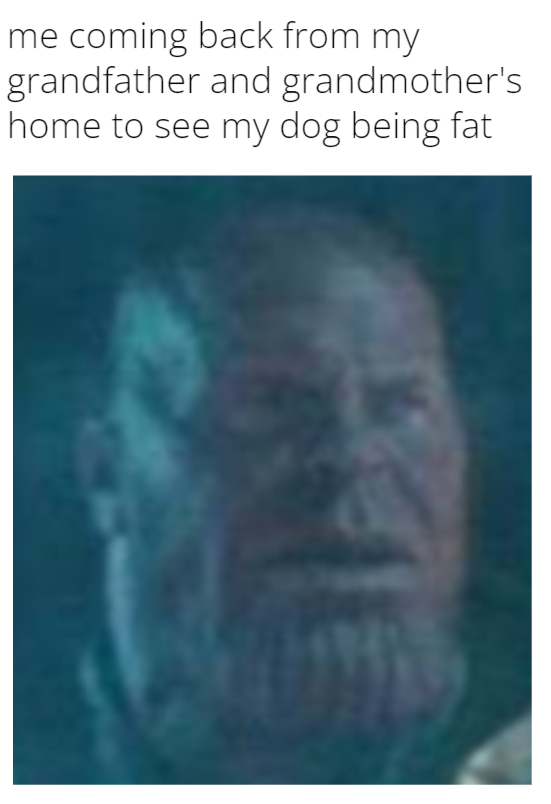 me coming back from my
grandfather and grandmother's
home to see my dog being fat